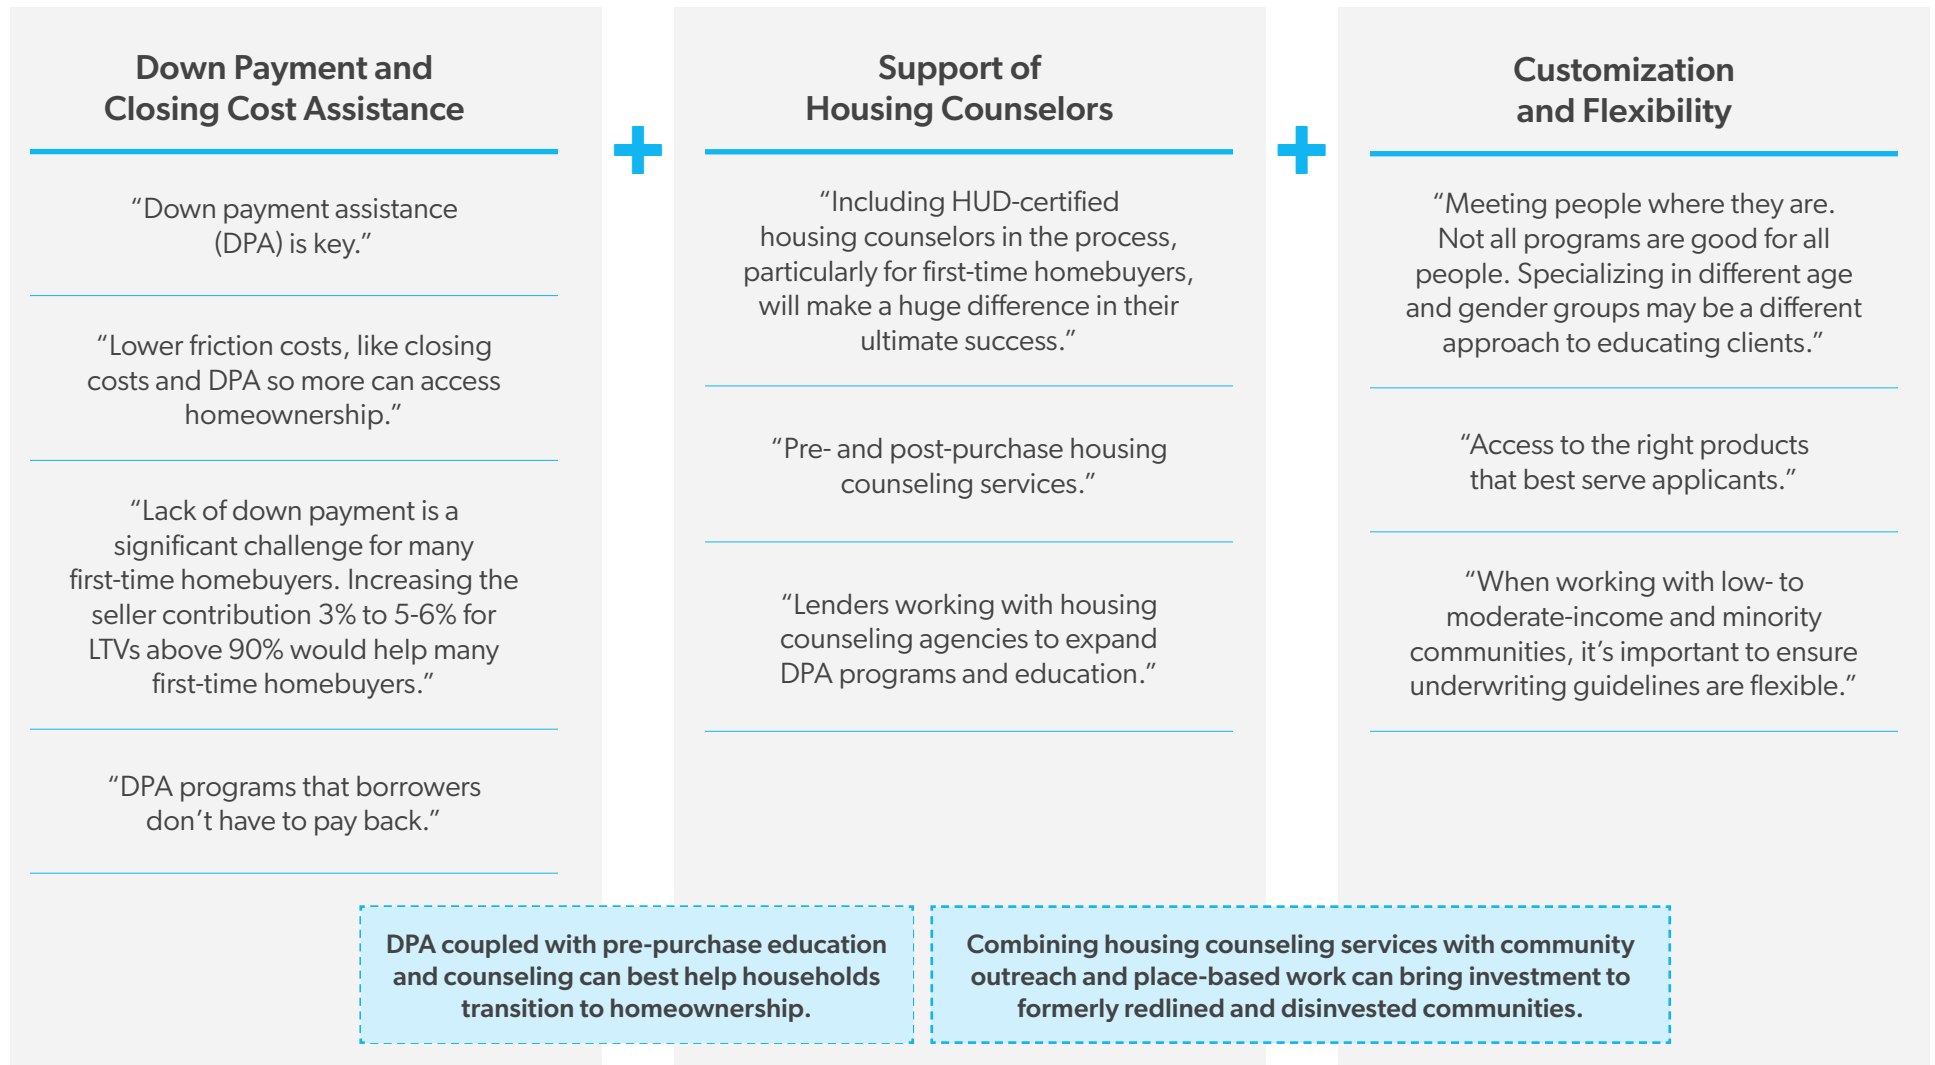 Down Payment and
Closing Cost Assistance
“Down payment assistance
(DPA) is key.”
“Lower friction costs, like closing
costs and DPA so more can access
homeownership.”
“Lack of down payment is a
significant challenge for many
first-time homebuyers. Increasing the
seller contribution 3% to 5-6% for
LTVs above 90% would help many
first-time homebuyers.”
“DPA programs that borrowers
don’t have to pay back.”
+
Support of
Housing Counselors
“Including HUD-certified
housing counselors in the process,
particularly for first-time homebuyers,
will make a huge difference in their
ultimate success.”
“Pre- and post-purchase housing
counseling services.”
“Lenders working with housing
counseling agencies to expand
DPA programs and education.”
+
Customization
and Flexibility
“Meeting people where they are.
Not all programs are good for all
people. Specializing in different age
and gender groups may be a different
approach to educating clients.”
“Access to the right products
that best serve applicants.”
“When working with low- to
moderate-income and minority
communities, it’s important to ensure
underwriting guidelines are flexible.”
DPA coupled with pre-purchase education
and counseling can best help households
transition to homeownership.
Combining housing counseling services with community
outreach and place-based work can bring investment to
formerly redlined and disinvested communities.